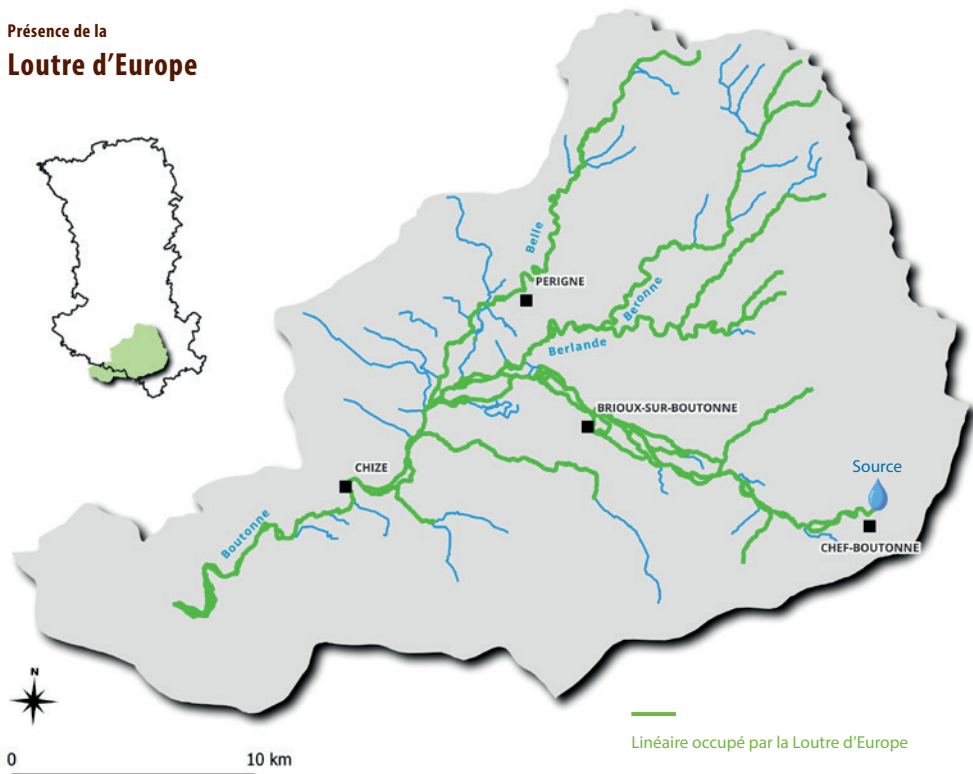 Présence de la
Loutre d’Europe
Belle
PERIGNE
Beronne
Berlande
BRIOUX-SUR-BOUTONNE
CHIZE
Source
Boutonne
CHEF-BOUTONNE
N
Linéaire occupé par la Loutre d’Europe
0 10 km